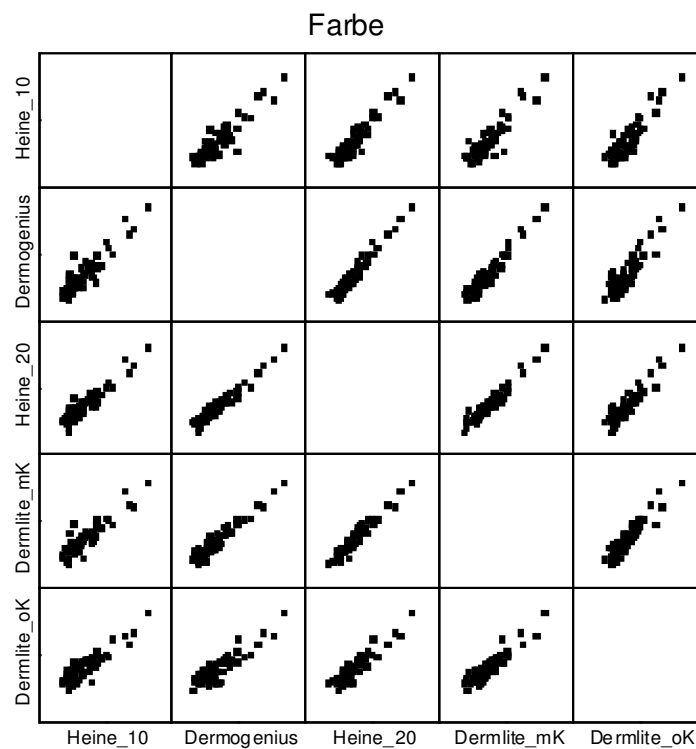 Farbe
Heine_10
Dermogenius
Heine_20
Dermlite_mK
Dermlite_oK
Heine_10 Dermogenius Heine_20 Dermlite_mK Dermlite_oK